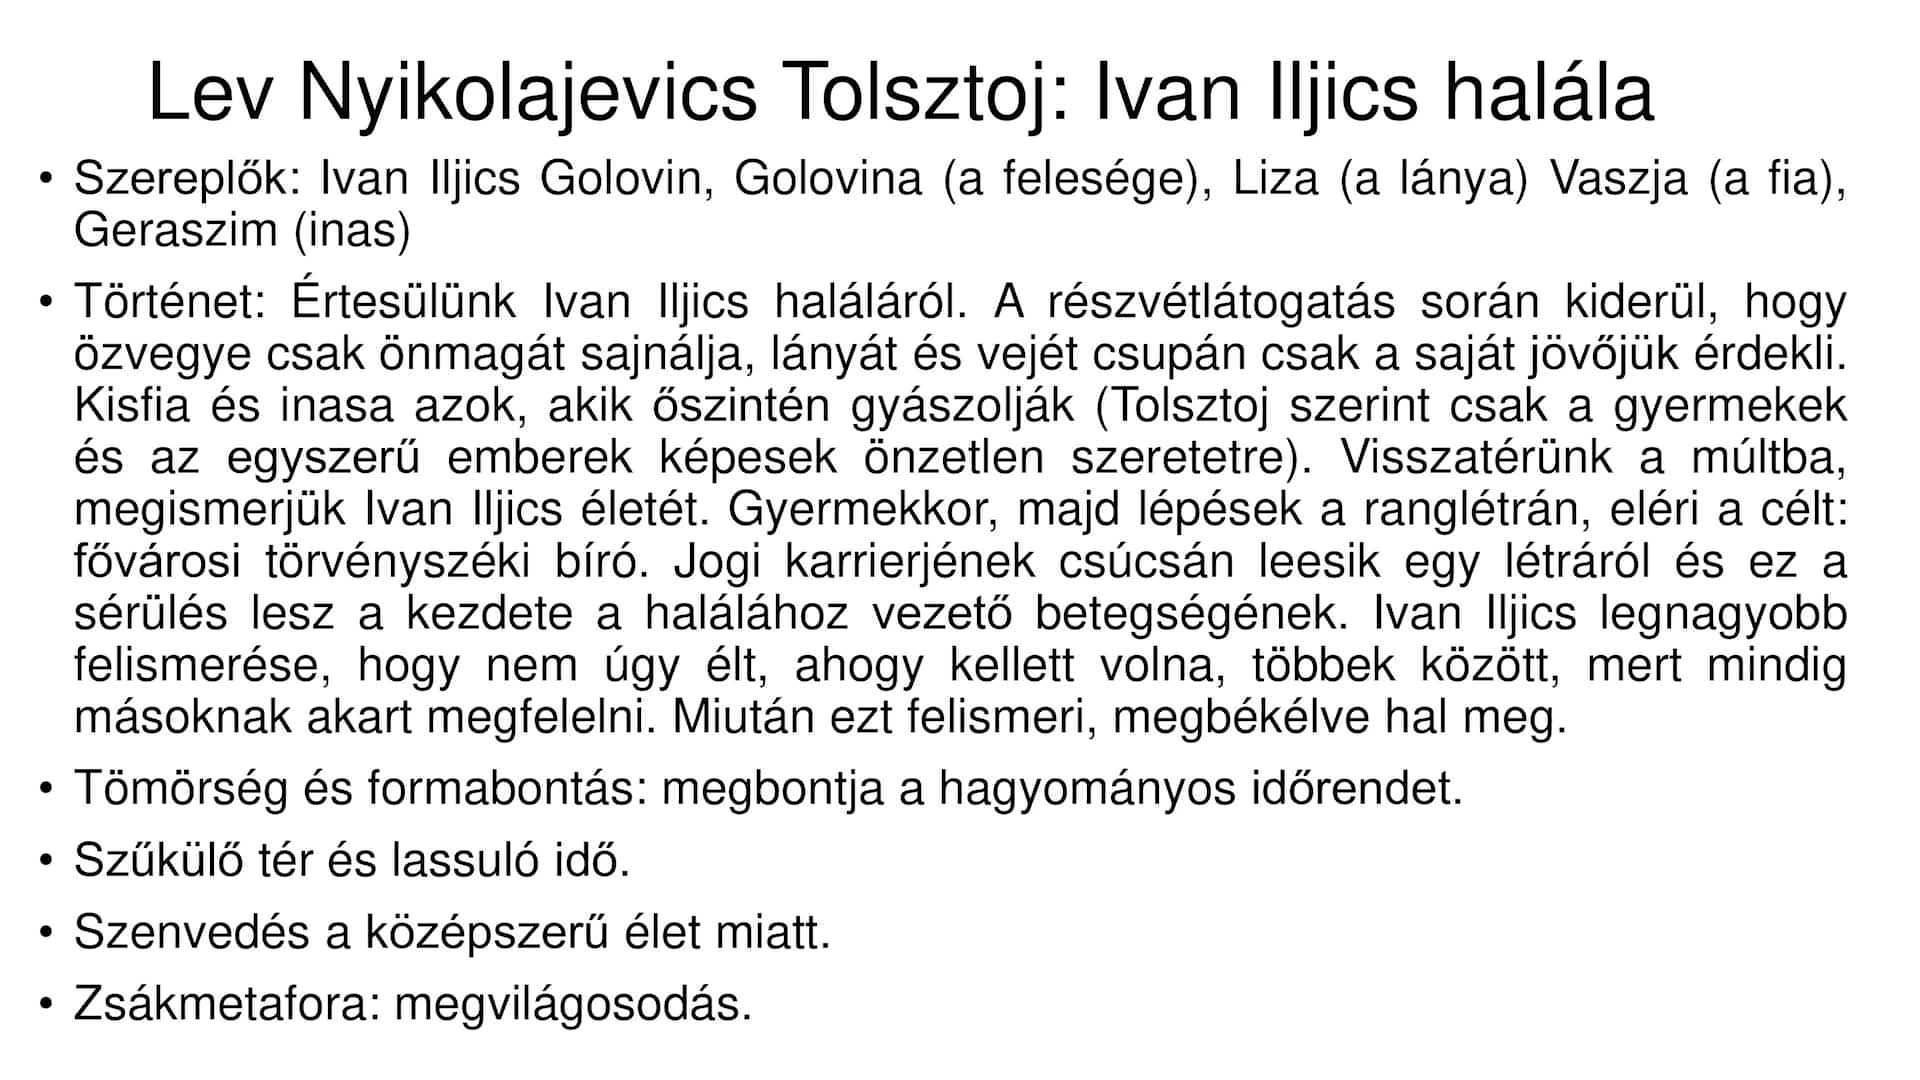 Lev Nyikolajevics Tolsztoj: Ivan Iljics halála
• Szereplők: Ivan Iljics Golovin, Golovina (a felesége), Liza (a lánya) Vaszja (a fia),
Geraszim (inas)
• Történet: Értesülünk Ivan Iljics haláláról. A részvétlátogatás során kiderül, hogy
özvegye csak önmagát sajnálja, lányát és vejét csupán csak a saját jövőjük érdekli.
Kisfia és inasa azok, akik őszintén gyászolják (Tolsztoj szerint csak a gyermekek
és az egyszerű emberek képesek önzetlen szeretetre). Visszatérünk a múltba,
megismerjük Ivan Iljics életét. Gyermekkor, majd lépések a ranglétrán, eléri a célt:
fővárosi törvényszéki bíró. Jogi karrierjének csúcsán leesik egy létráról és ez a
sérülés lesz a kezdete a halálához vezető betegségének. Ivan Iljics legnagyobb
felismerése, hogy nem úgy élt, ahogy kellett volna, többek között, mert mindig
másoknak akart megfelelni. Miután ezt felismeri, megbékélve hal meg.
• Tömörség és formabontás: megbontja a hagyományos időrendet.
• Szűkülő tér és lassuló idő.
• Szenvedés a középszerű élet miatt.
• Zsákmetafora: megvilágosodás.